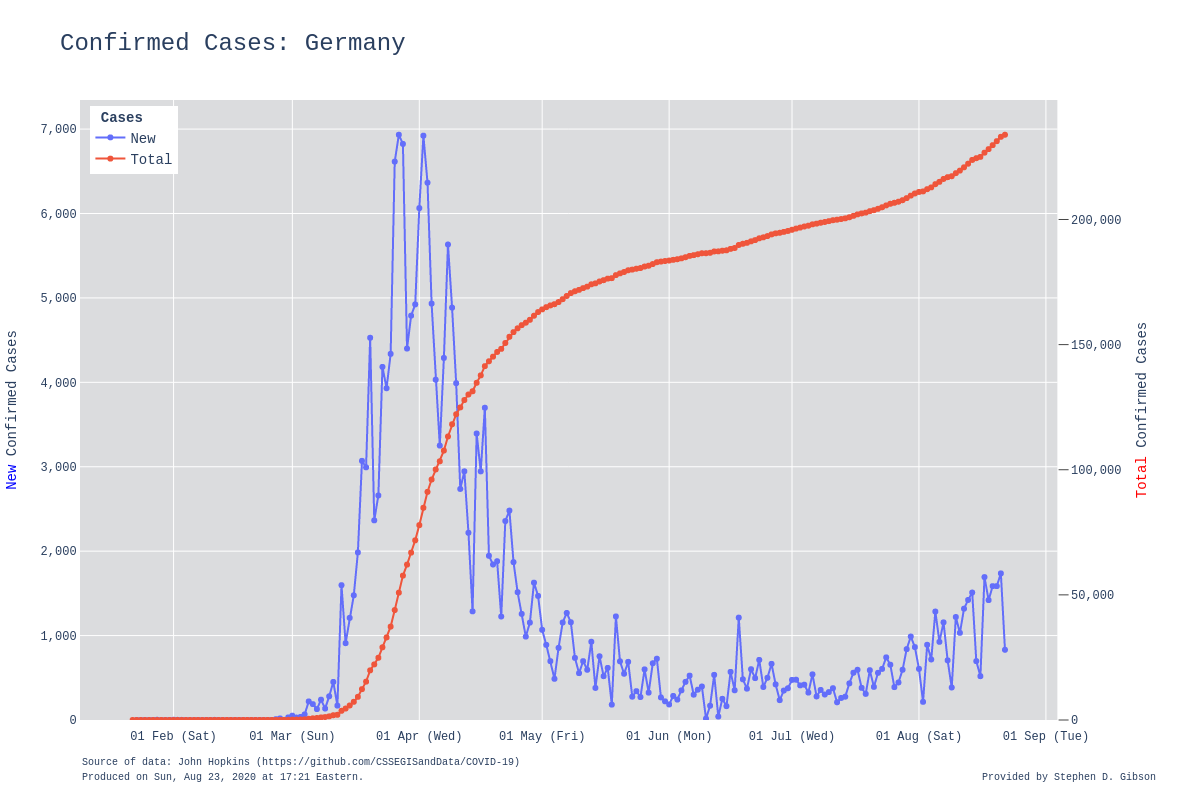 Confirmed Cases: Germany
Cases
New
Total
7,000
6,000
5,000
4,000
3,000
2,000
1,000
0
New Confirmed Cases
200,000
150,000
100,000
50,000
0
Total Confirmed Cases
01 Feb (Sat) 01 Mar (Sun) 01 Apr (Wed) 01 May (Fri) 01 Jun (Mon) 01 Jul (Wed) 01 Aug (Sat) 01 Sep (Tue)
Source of data: John Hopkins (https://github.com/CSSEGISandData/COVID-19)
Produced on Sun, Aug 23, 2020 at 17:21 Eastern.
Provided by Stephen D. Gibson